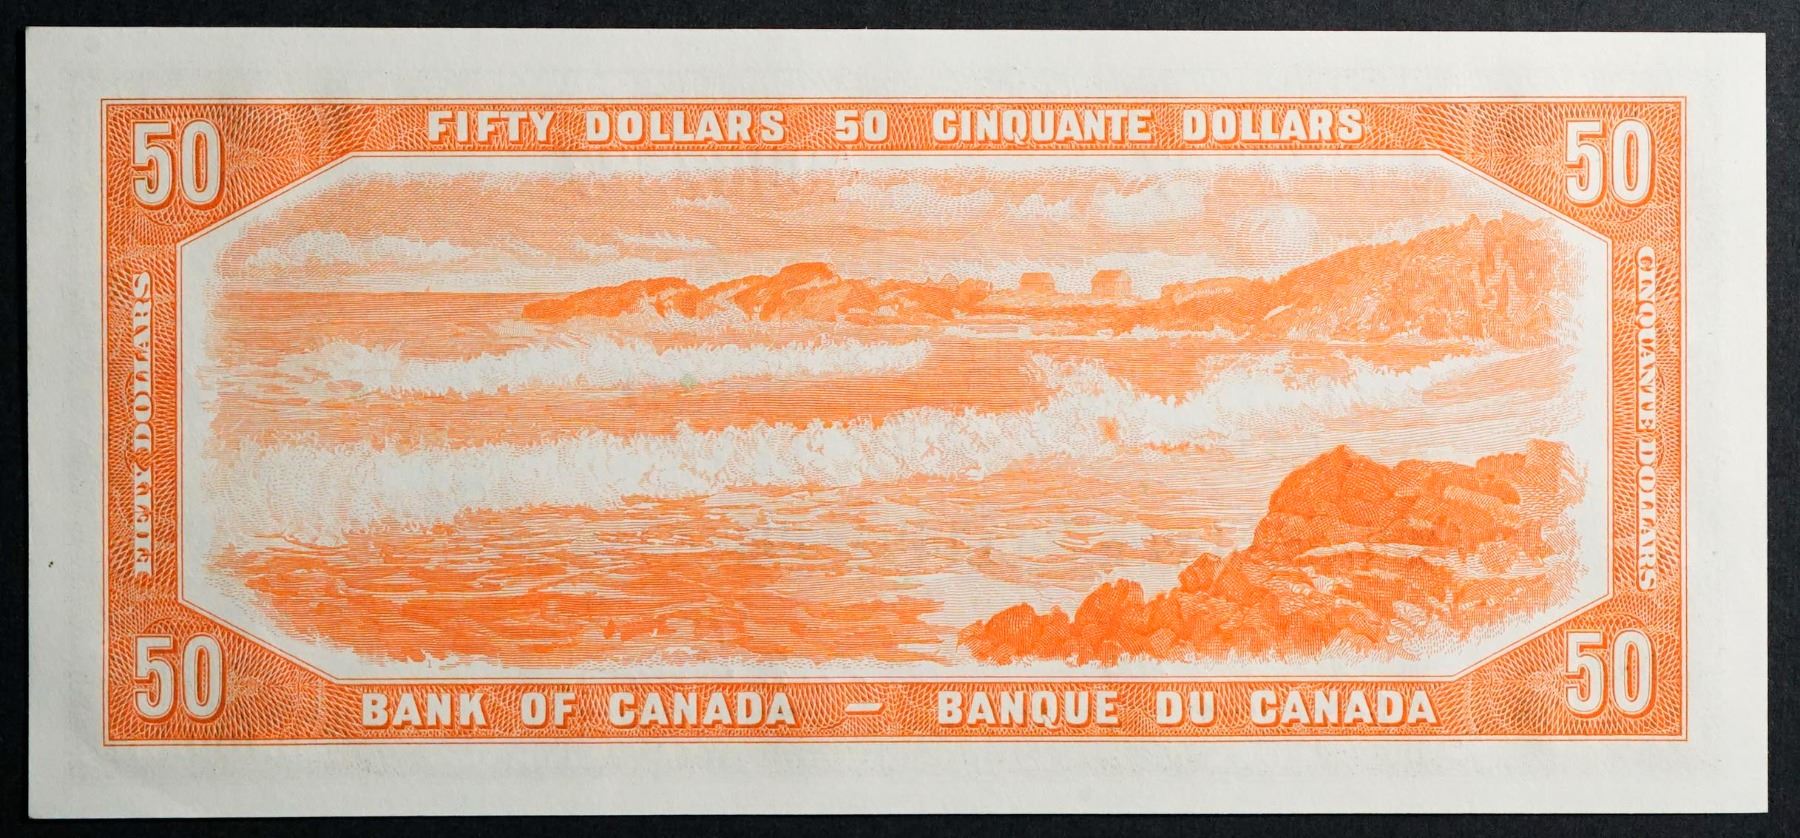 50 FIFTY DOLLARS 50 CINQUANTE DOLLARS 50
FIFTY DOLLARS
CINQUANTE DOLLARS
50 BANK OF CANADA — BANQUE DU CANADA 50